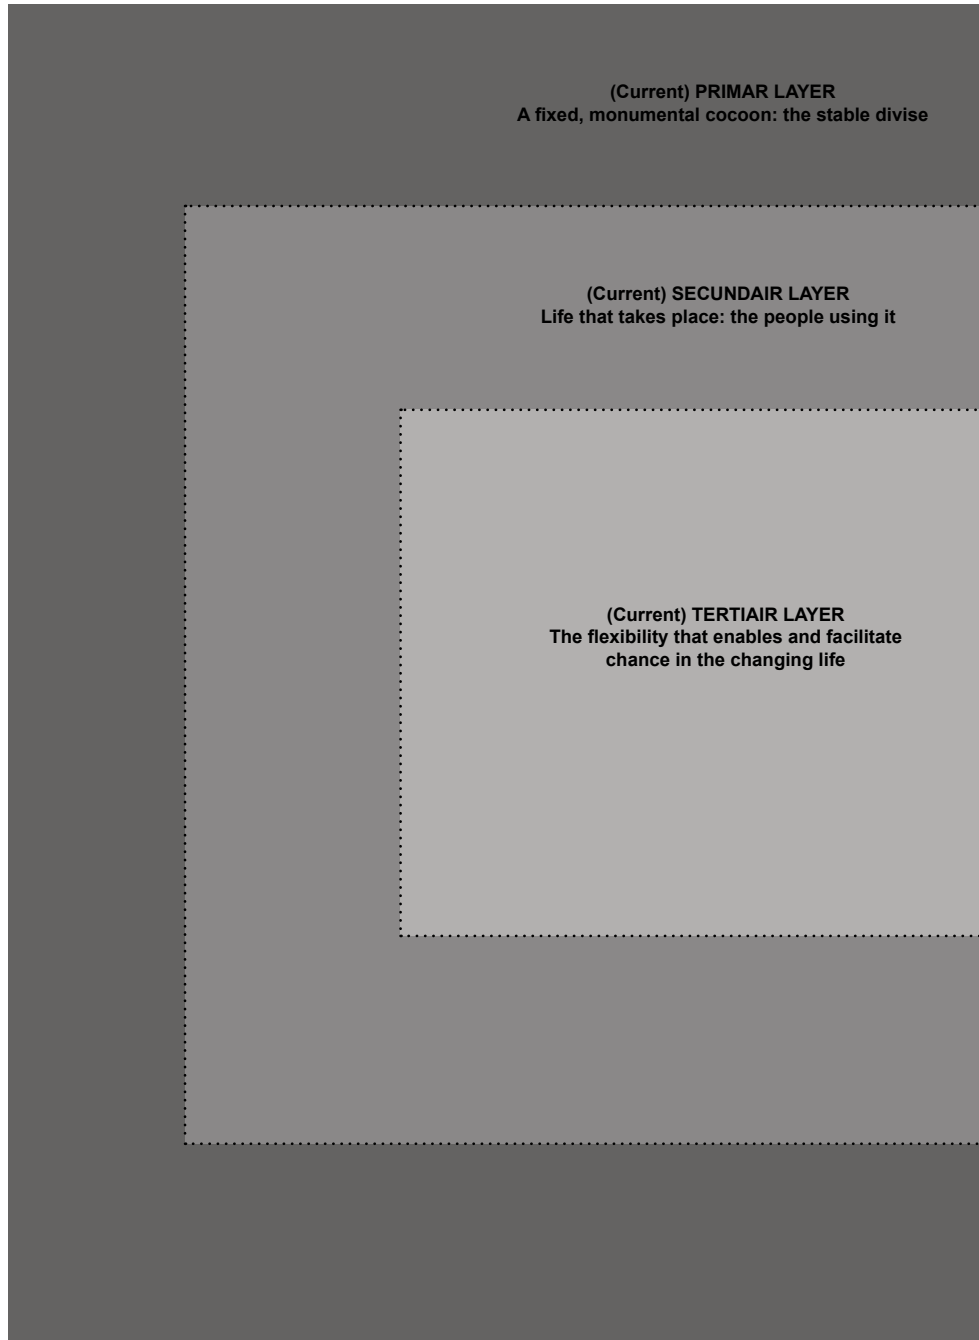 (Current) PRIMAR LAYER
A fixed, monumental cocoon: the stable divise
(Current) SECUNDAIR LAYER
Life that takes place: the people using it
(Current) TERTIAIR LAYER
The flexibility that enables and facilitate
chance in the changing life